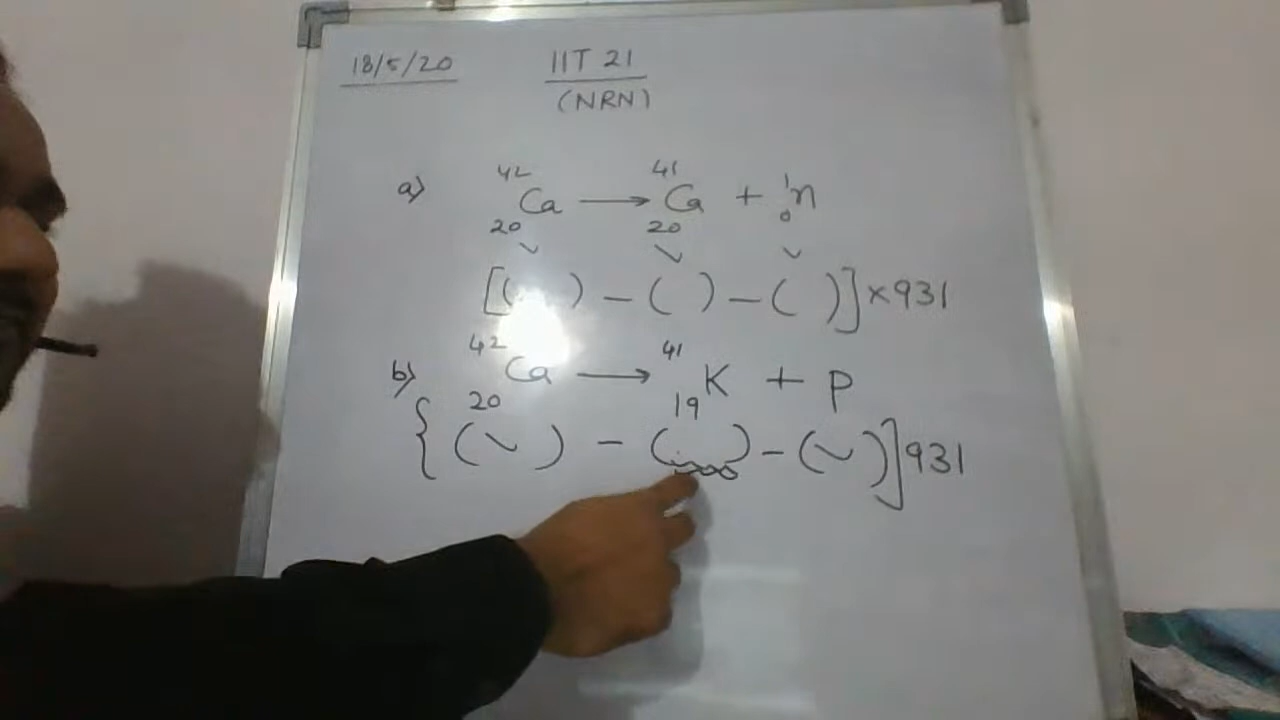 18/5/20 IIT 21
(NRN)
a) ⁴²₂₀Ca → ⁴¹₂₀Ca + ¹₀n
[( ) − ( ) − ( )] × 931
b) ⁴²₂₀Ca → ⁴¹₁₉K + p
{(✓) − ( ) − (✓)] 931